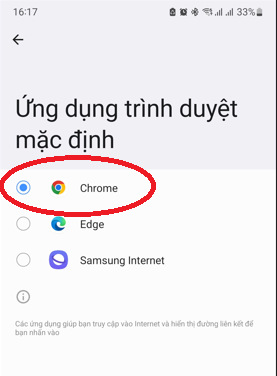 16:17
33%
Ứng dụng trình duyệt
mặc định
Chrome
Edge
Samsung Internet
Các ứng dụng giúp bạn truy cập vào Internet và hiển thị đường liên kết để
bạn nhấn vào